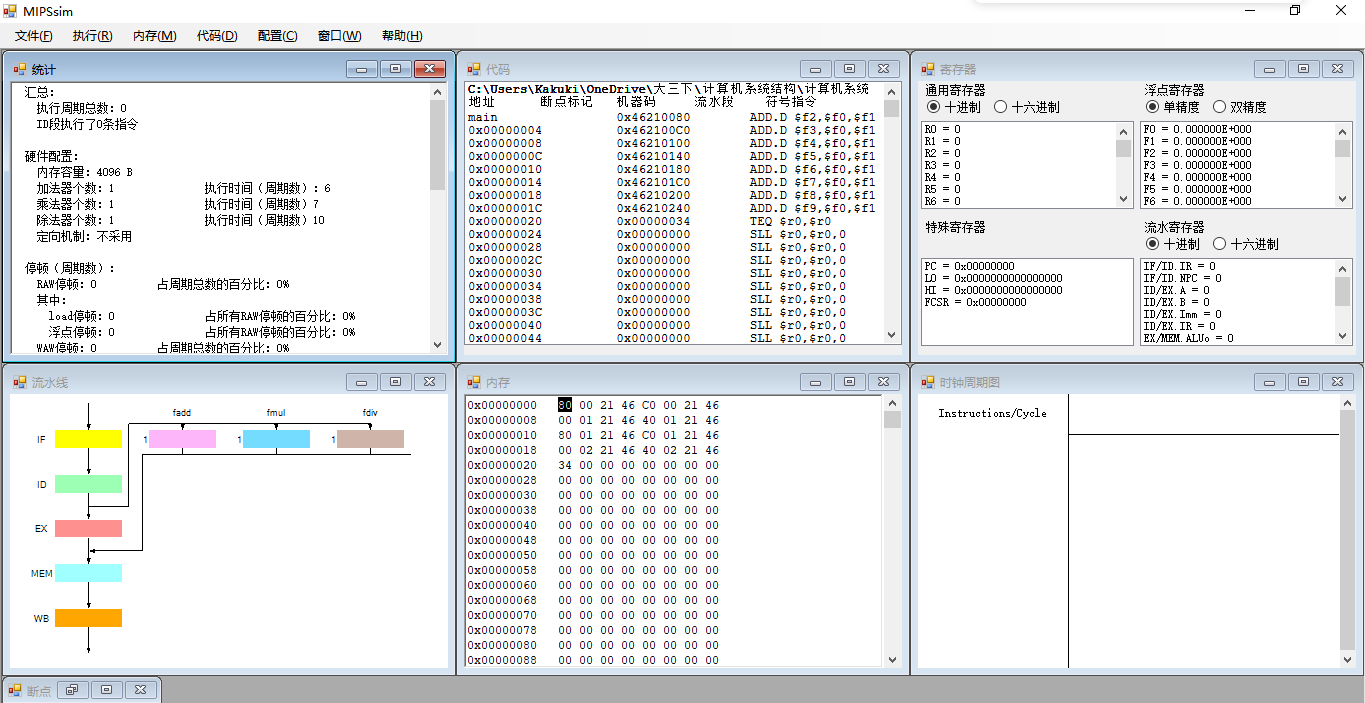 MIPSsim
文件(F) 执行(R) 内存(M) 代码(D) 配置(C) 窗口(W) 帮助(H)
统计
汇总:
执行周期总数: 0
ID段执行了0条指令
硬件配置:
内存容量: 4096 B
加法器个数: 1 执行时间（周期数）: 6
乘法器个数: 1 执行时间（周期数）7
除法器个数: 1 执行时间（周期数）10
定向机制: 不采用
停顿（周期数）:
RAW停顿: 0 占周期总数的百分比: 0%
其中:
load停顿: 0 占所有RAW停顿的百分比: 0%
浮点停顿: 0 占所有RAW停顿的百分比: 0%
WAW停顿: 0 占周期总数的百分比: 0%
代码
C:\Users\Kakuki\OneDrive\大三下\计算机系统结构\计算机系统
地址 断点标记 机器码 流水段 符号指令
main 0x46210080 ADD.D $f2,$f0,$f1
0x00000004 0x462100C0 ADD.D $f3,$f0,$f1
0x00000008 0x46210100 ADD.D $f4,$f0,$f1
0x0000000C 0x46210140 ADD.D $f5,$f0,$f1
0x00000010 0x46210180 ADD.D $f6,$f0,$f1
0x00000014 0x462101C0 ADD.D $f7,$f0,$f1
0x00000018 0x46210200 ADD.D $f8,$f0,$f1
0x0000001C 0x46210240 ADD.D $f9,$f0,$f1
0x00000020 0x00000034 TEQ $r0,$r0
0x00000024 0x00000000 SLL $r0,$r0,0
0x00000028 0x00000000 SLL $r0,$r0,0
0x0000002C 0x00000000 SLL $r0,$r0,0
0x00000030 0x00000000 SLL $r0,$r0,0
0x00000034 0x00000000 SLL $r0,$r0,0
0x00000038 0x00000000 SLL $r0,$r0,0
0x0000003C 0x00000000 SLL $r0,$r0,0
0x00000040 0x00000000 SLL $r0,$r0,0
0x00000044 0x00000000 SLL $r0,$r0,0
寄存器
通用寄存器
十进制 十六进制
R0 = 0
R1 = 0
R2 = 0
R3 = 0
R4 = 0
R5 = 0
R6 = 0
浮点寄存器
单精度 双精度
F0 = 0.000000E+000
F1 = 0.000000E+000
F2 = 0.000000E+000
F3 = 0.000000E+000
F4 = 0.000000E+000
F5 = 0.000000E+000
F6 = 0.000000E+000
特殊寄存器
PC = 0x00000000
LO = 0x0000000000000000
HI = 0x0000000000000000
FCSR = 0x00000000
流水寄存器
十进制 十六进制
IF/ID.IR = 0
IF/ID.NPC = 0
ID/EX.A = 0
ID/EX.B = 0
ID/EX.Imm = 0
ID/EX.IR = 0
EX/MEM.ALUo = 0
流水线
fadd fmul fdiv
IF 1 1 1
ID
EX
MEM
WB
内存
0x00000000 80 00 21 46 C0 00 21 46
0x00000008 00 01 21 46 40 01 21 46
0x00000010 80 01 21 46 C0 01 21 46
0x00000018 00 02 21 46 40 02 21 46
0x00000020 34 00 00 00 00 00 00 00
0x00000028 00 00 00 00 00 00 00 00
0x00000030 00 00 00 00 00 00 00 00
0x00000038 00 00 00 00 00 00 00 00
0x00000040 00 00 00 00 00 00 00 00
0x00000048 00 00 00 00 00 00 00 00
0x00000050 00 00 00 00 00 00 00 00
0x00000058 00 00 00 00 00 00 00 00
0x00000060 00 00 00 00 00 00 00 00
0x00000068 00 00 00 00 00 00 00 00
0x00000070 00 00 00 00 00 00 00 00
0x00000078 00 00 00 00 00 00 00 00
0x00000080 00 00 00 00 00 00 00 00
0x00000088 00 00 00 00 00 00 00 00
时钟周期图
Instructions/Cycle
断点